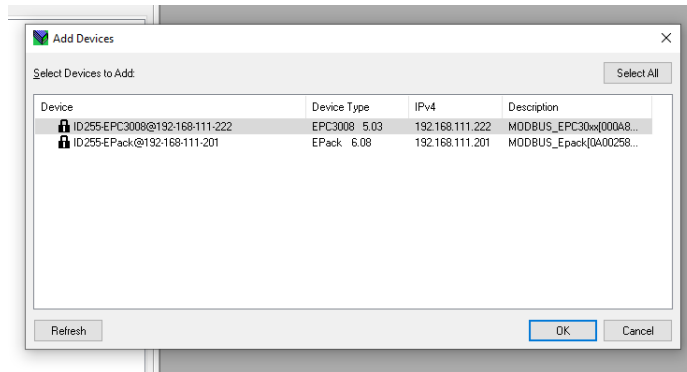 Add Devices
Select Devices to Add:
Select All
Device Device Type IPv4 Description
ID255-EPC3008@192-168-111-222 EPC3008 5.03 192.168.111.222 MODBUS_EPC30xx[000A8...
ID255-EPack@192-168-111-201 EPack 6.08 192.168.111.201 MODBUS_Epack[0A00258...
Refresh OK Cancel